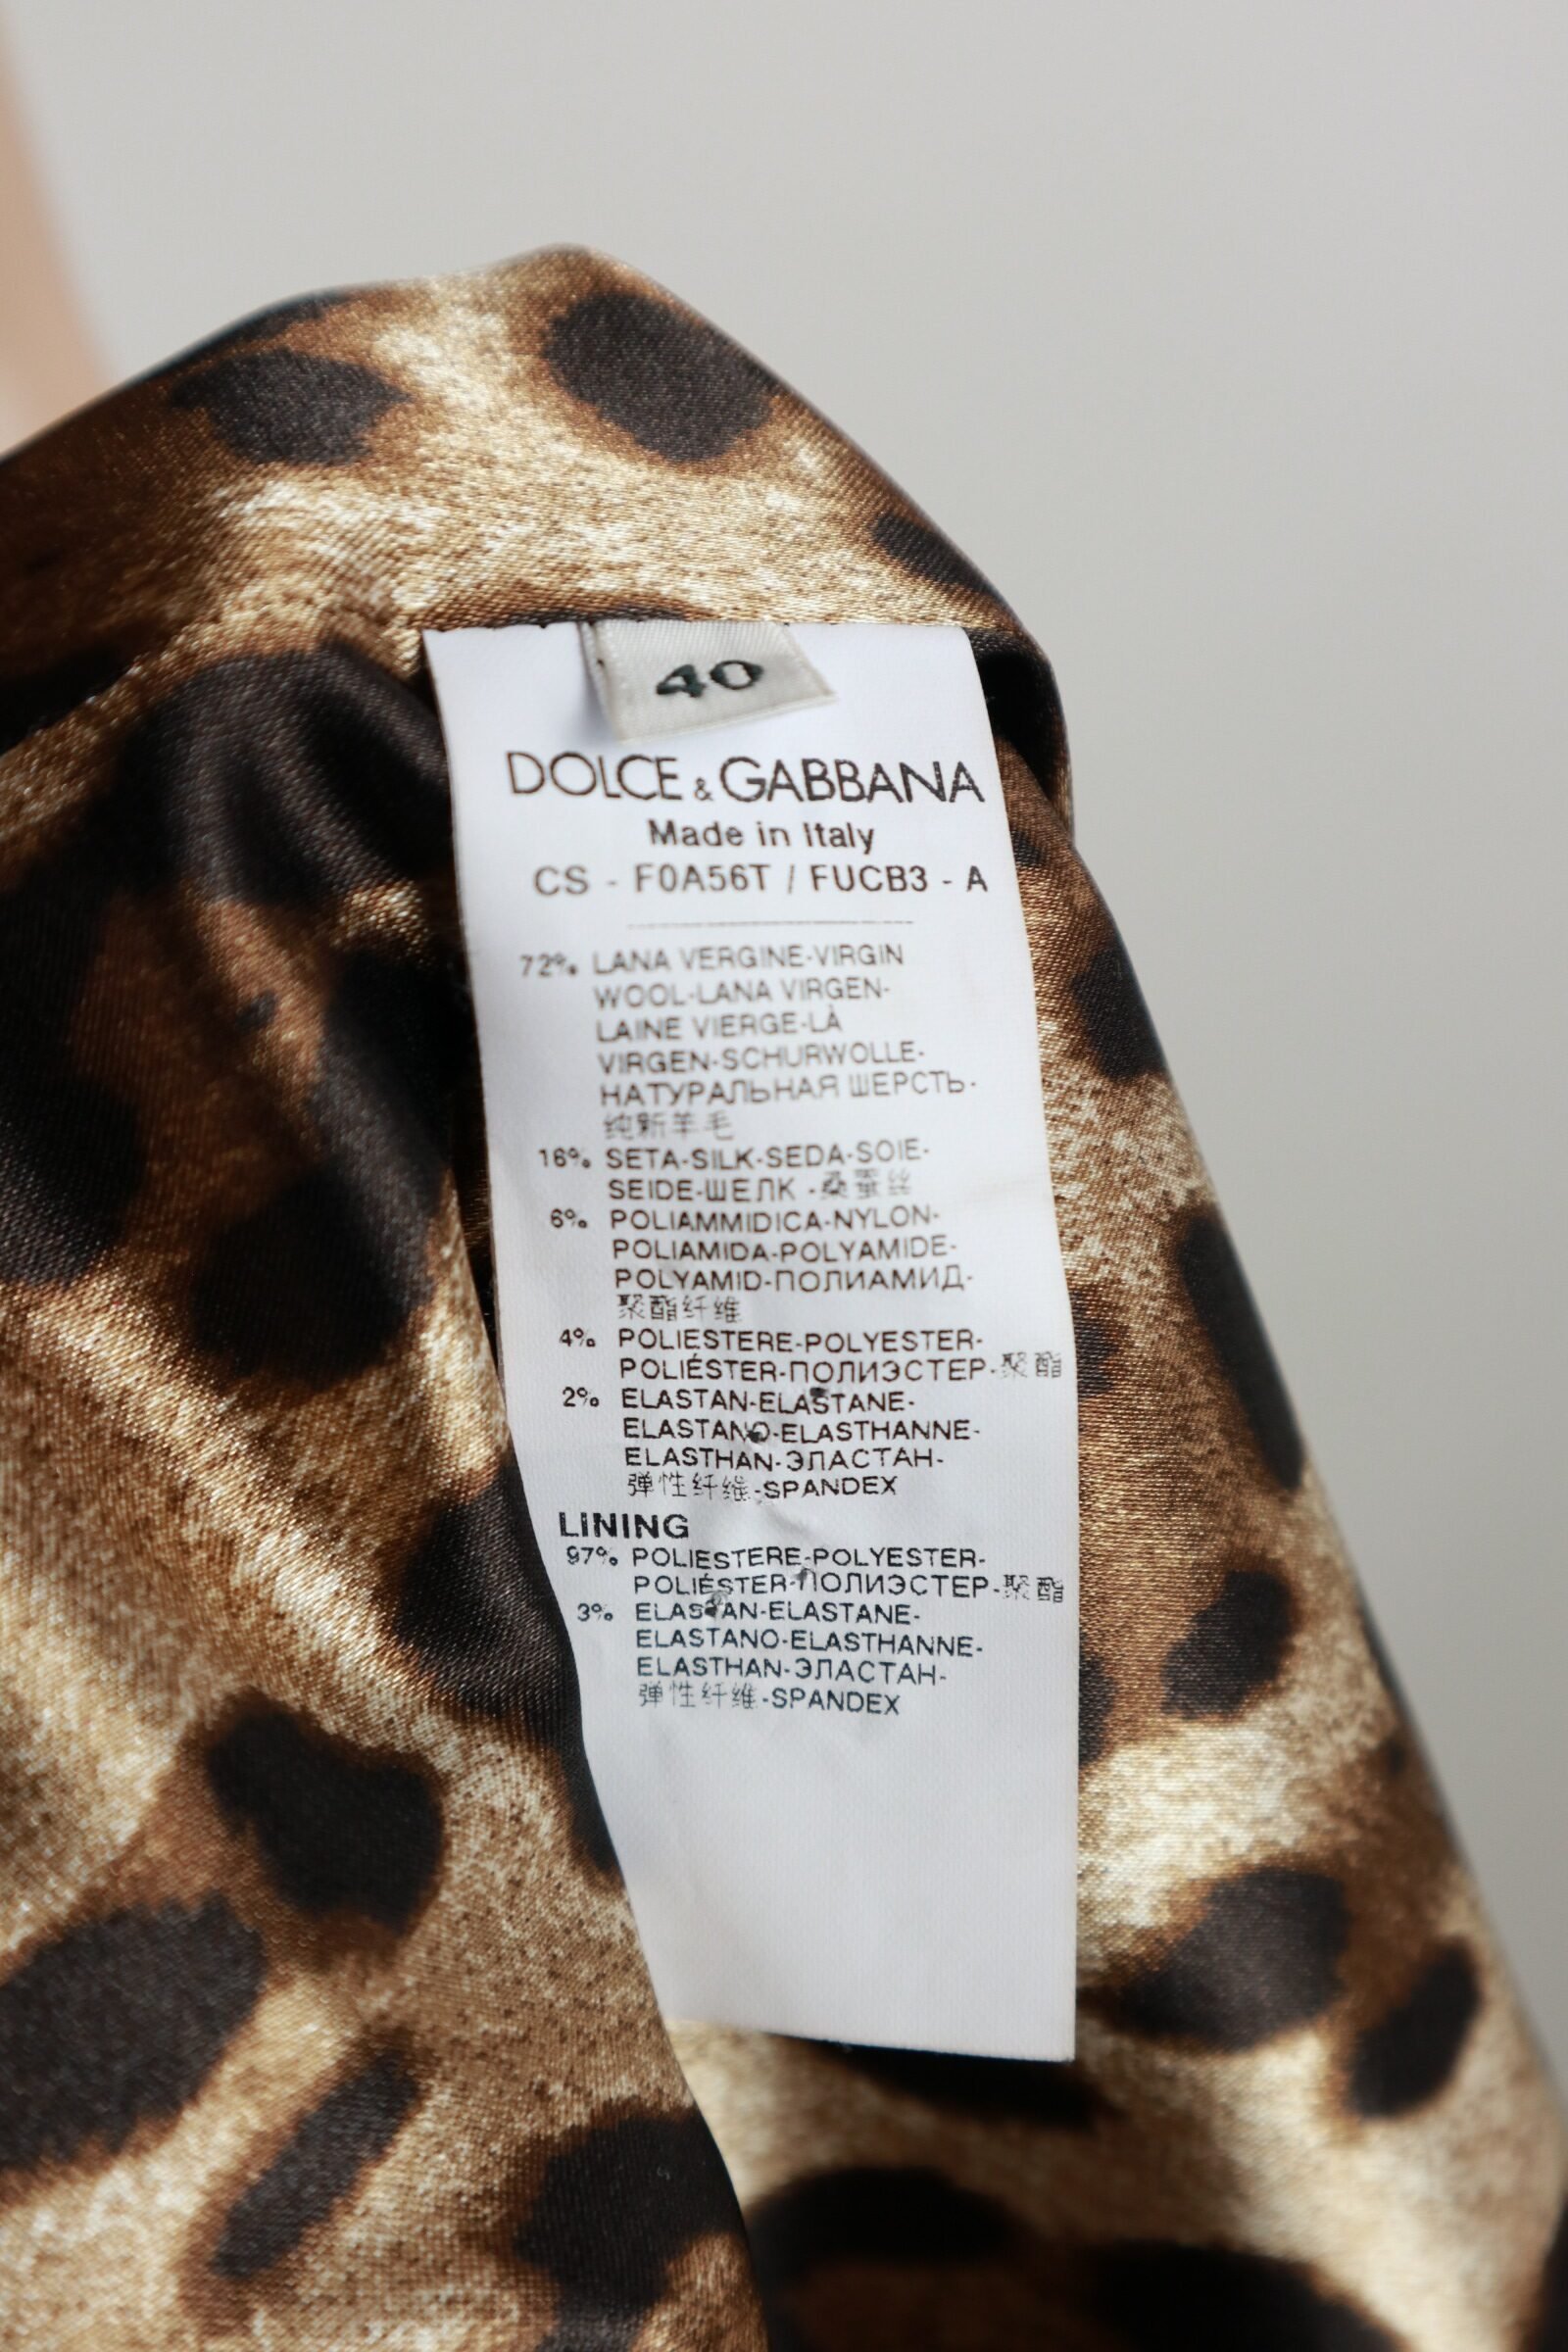 40
DOLCE & GABBANA
Made in Italy
CS - F0A56T / FUCB3 - A
72% LANA VERGINE-VIRGIN
WOOL-LANA VIRGEN-
LAINE VIERGE-LÀ
VIRGEN-SCHURWOLLE-
НАТУРАЛЬНАЯ ШЕРСТЬ-
纯新羊毛
16% SETA-SILK-SEDA-SOIE-
SEIDE-ШЕЛК -桑蚕丝
6% POLIAMMIDICA-NYLON-
POLIAMIDA-POLYAMIDE-
POLYAMID-ПОЛИАМИД-
聚酯纤维
4% POLIESTERE-POLYESTER-
POLIÉSTER-ПОЛИЭСТЕР-聚酯
2% ELASTAN-ELASTANE-
ELASTANO-ELASTHANNE-
ELASTHAN-ЭЛАСТАН-
弹性纤维-SPANDEX
LINING
97% POLIESTERE-POLYESTER-
POLIÉSTER-ПОЛИЭСТЕР-聚酯
3% ELASTAN-ELASTANE-
ELASTANO-ELASTHANNE-
ELASTHAN-ЭЛАСТАН-
弹性纤维-SPANDEX